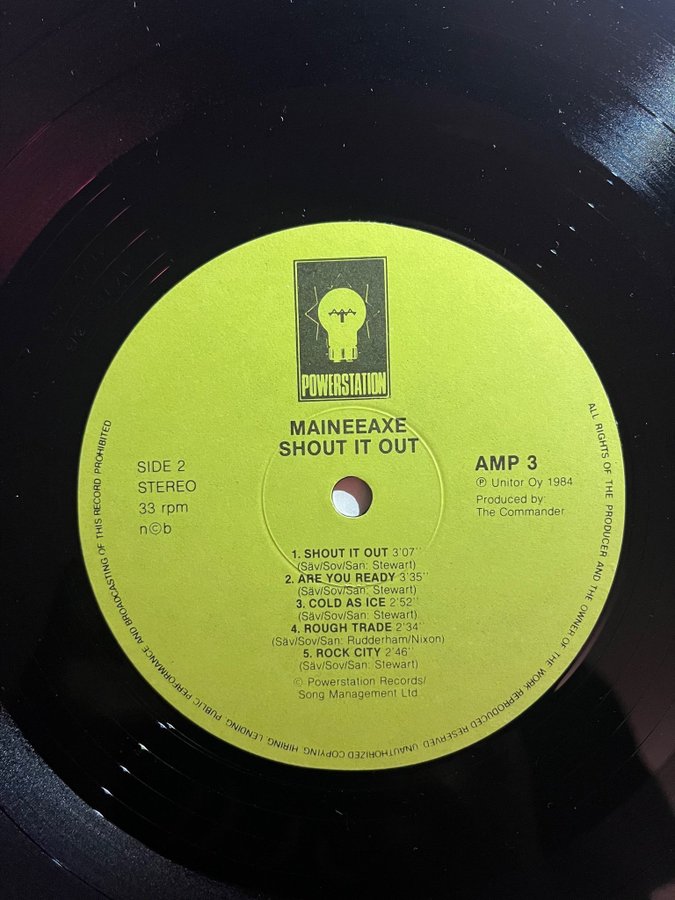 POWERSTATION
MAINEEAXE
SHOUT IT OUT
SIDE 2
STEREO
33 rpm
n©b
AMP 3
Ⓟ Unitor Oy 1984
Produced by:
The Commander
1. SHOUT IT OUT 3'07''
(Säv/Sov/San: Stewart)
2. ARE YOU READY 3'35''
(Säv/Sov/San: Stewart)
3. COLD AS ICE 2'52''
(Säv/Sov/San: Stewart)
4. ROUGH TRADE 2'34''
(Säv/Sov/San: Rudderham/Nixon)
5. ROCK CITY 2'46''
(Säv/Sov/San: Stewart)
© Powerstation Records/
Song Management Ltd.
ALL RIGHTS OF THE PRODUCER AND THE OWNER OF THE WORK REPRODUCED RESERVED. UNAUTHORIZED COPYING, HIRING, LENDING, PUBLIC PERFORMANCE AND BROADCASTING OF THIS RECORD PROHIBITED